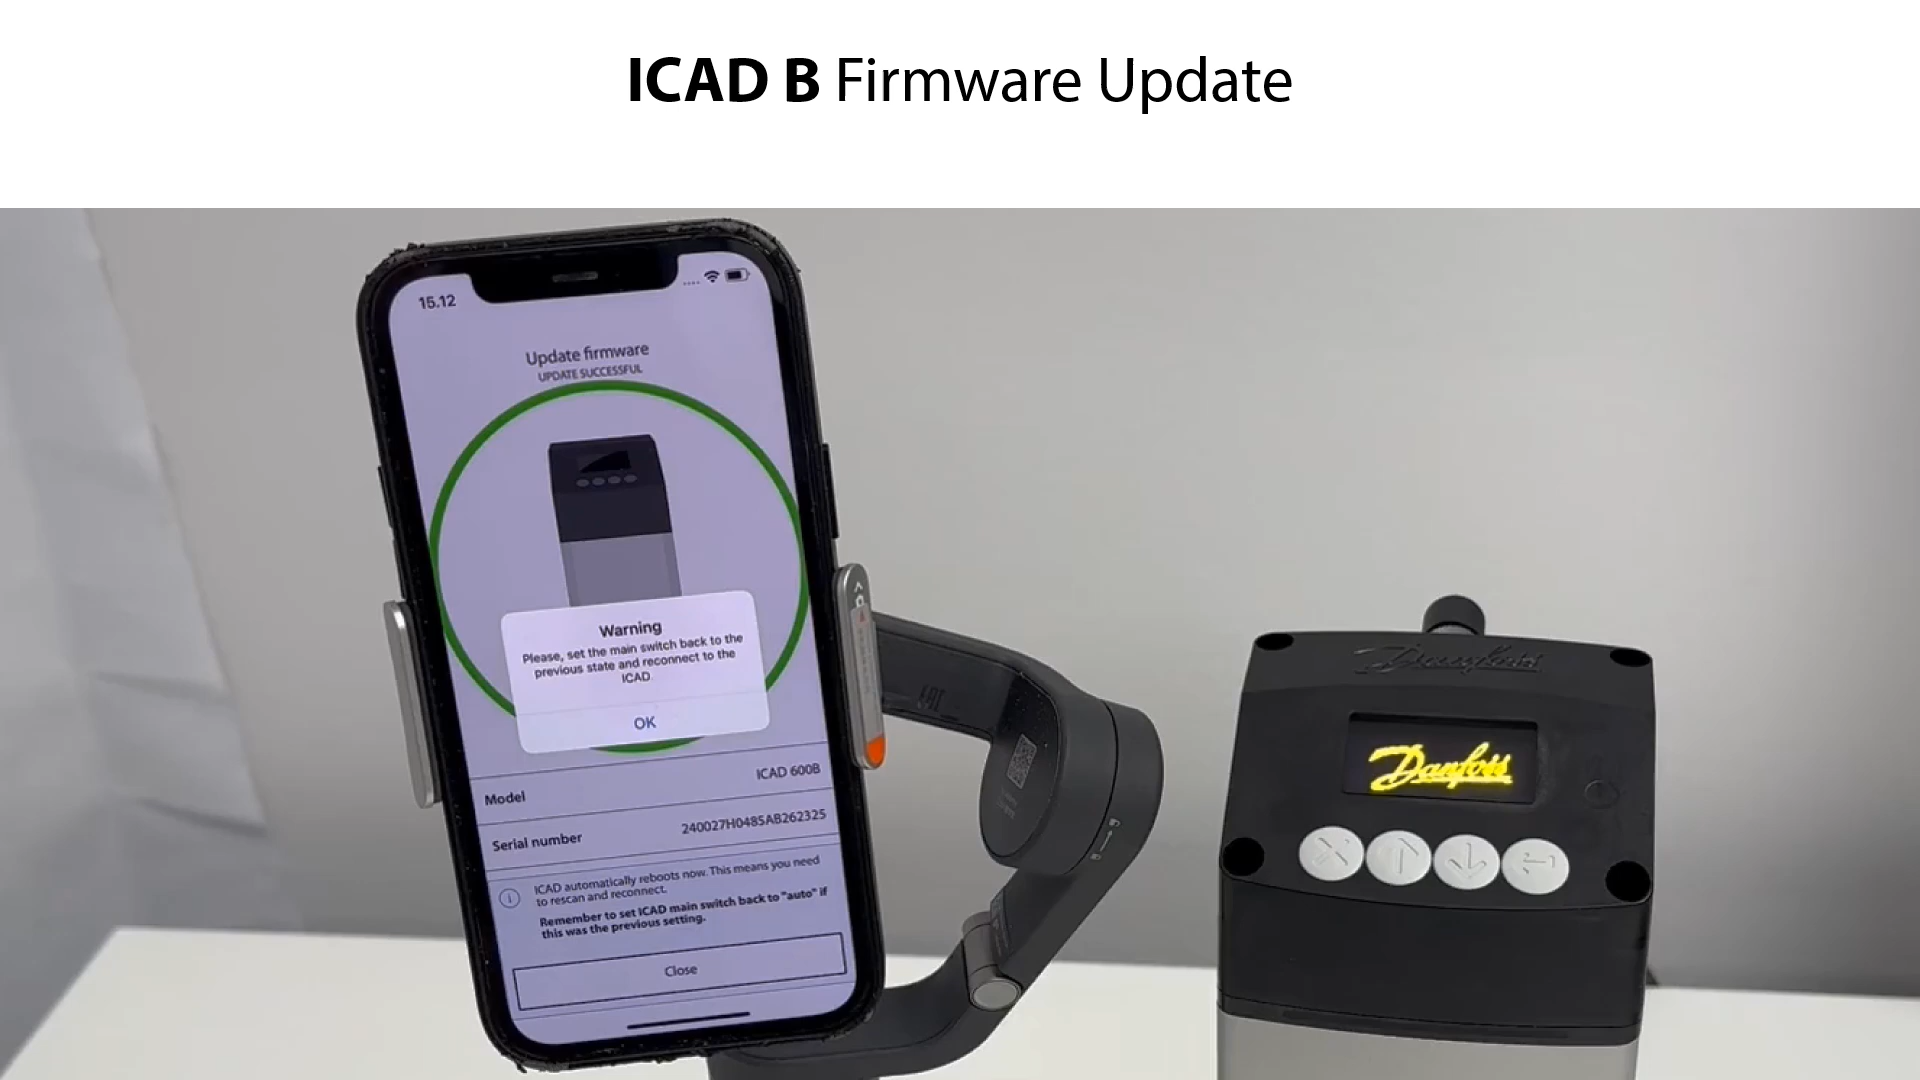 ICAD B Firmware Update
15.12
Update firmware
UPDATE SUCCESSFUL
Warning
Please, set the main switch back to the
previous state and reconnect to the
ICAD.
OK
Model ICAD 600B
Serial number 240027H0485AB262325
ICAD automatically reboots now. This means you need
to rescan and reconnect.
Remember to set ICAD main switch back to "auto" if
this was the previous setting.
Close
Danfoss
Danfoss